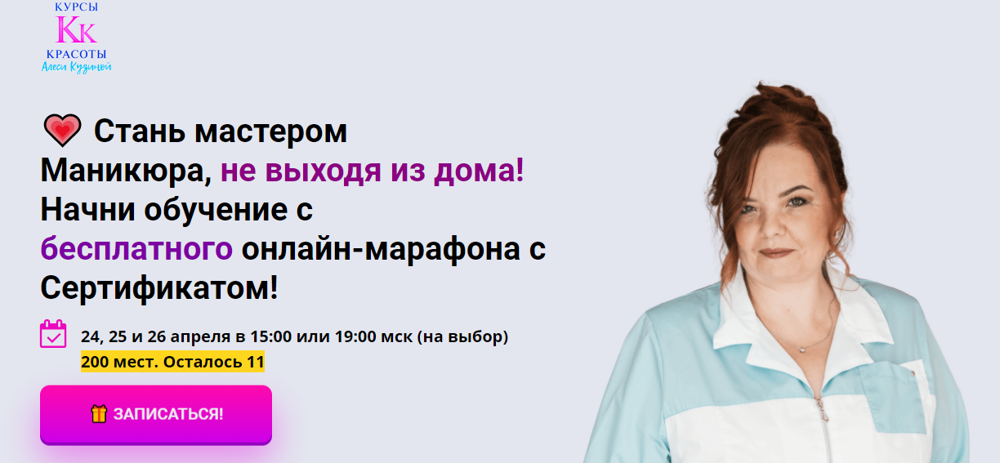 КУРСЫ
КК
КРАСОТЫ
Алеси Кузиной
Стань мастером
Маникюра, не выходя из дома!
Начни обучение с
бесплатного онлайн-марафона с
Сертификатом!
24, 25 и 26 апреля в 15:00 или 19:00 мск (на выбор)
200 мест. Осталось 11
ЗАПИСАТЬСЯ!